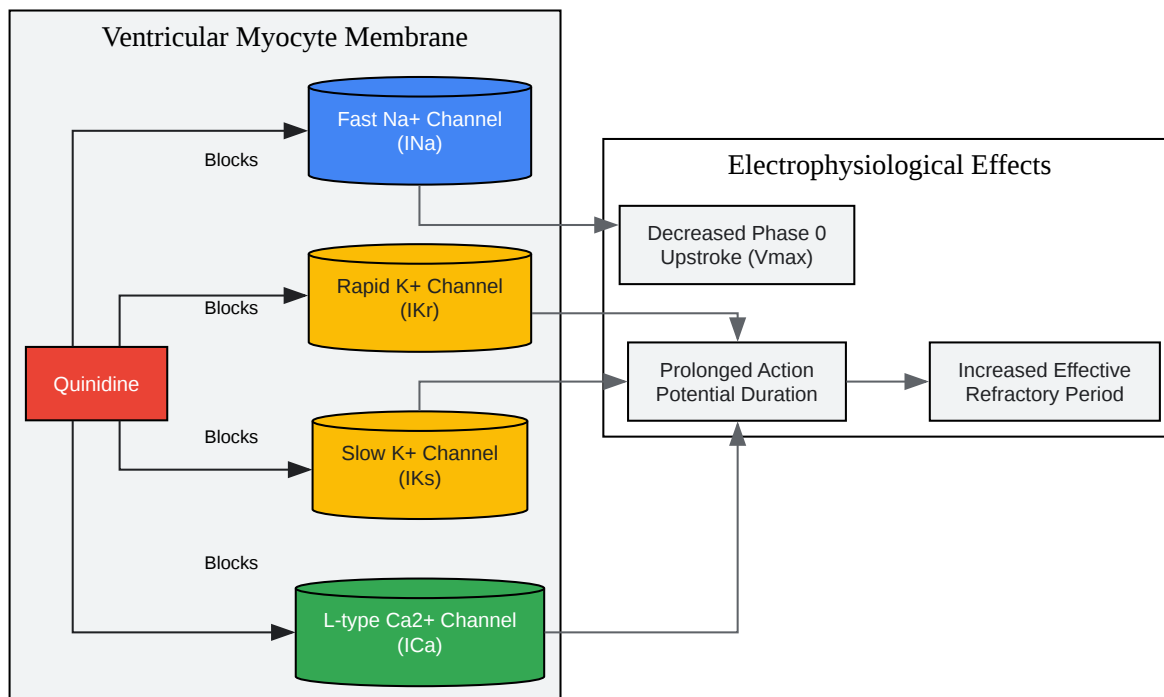 Ventricular Myocyte Membrane
Fast Na+ Channel
(INa)
Blocks
Electrophysiological Effects
Decreased Phase 0
Upstroke (Vmax)
Rapid K+ Channel
(IKr)
Blocks
Quinidine
Prolonged Action
Potential Duration
Increased Effective
Refractory Period
Blocks
Slow K+ Channel
(IKs)
Blocks
L-type Ca2+ Channel
(ICa)